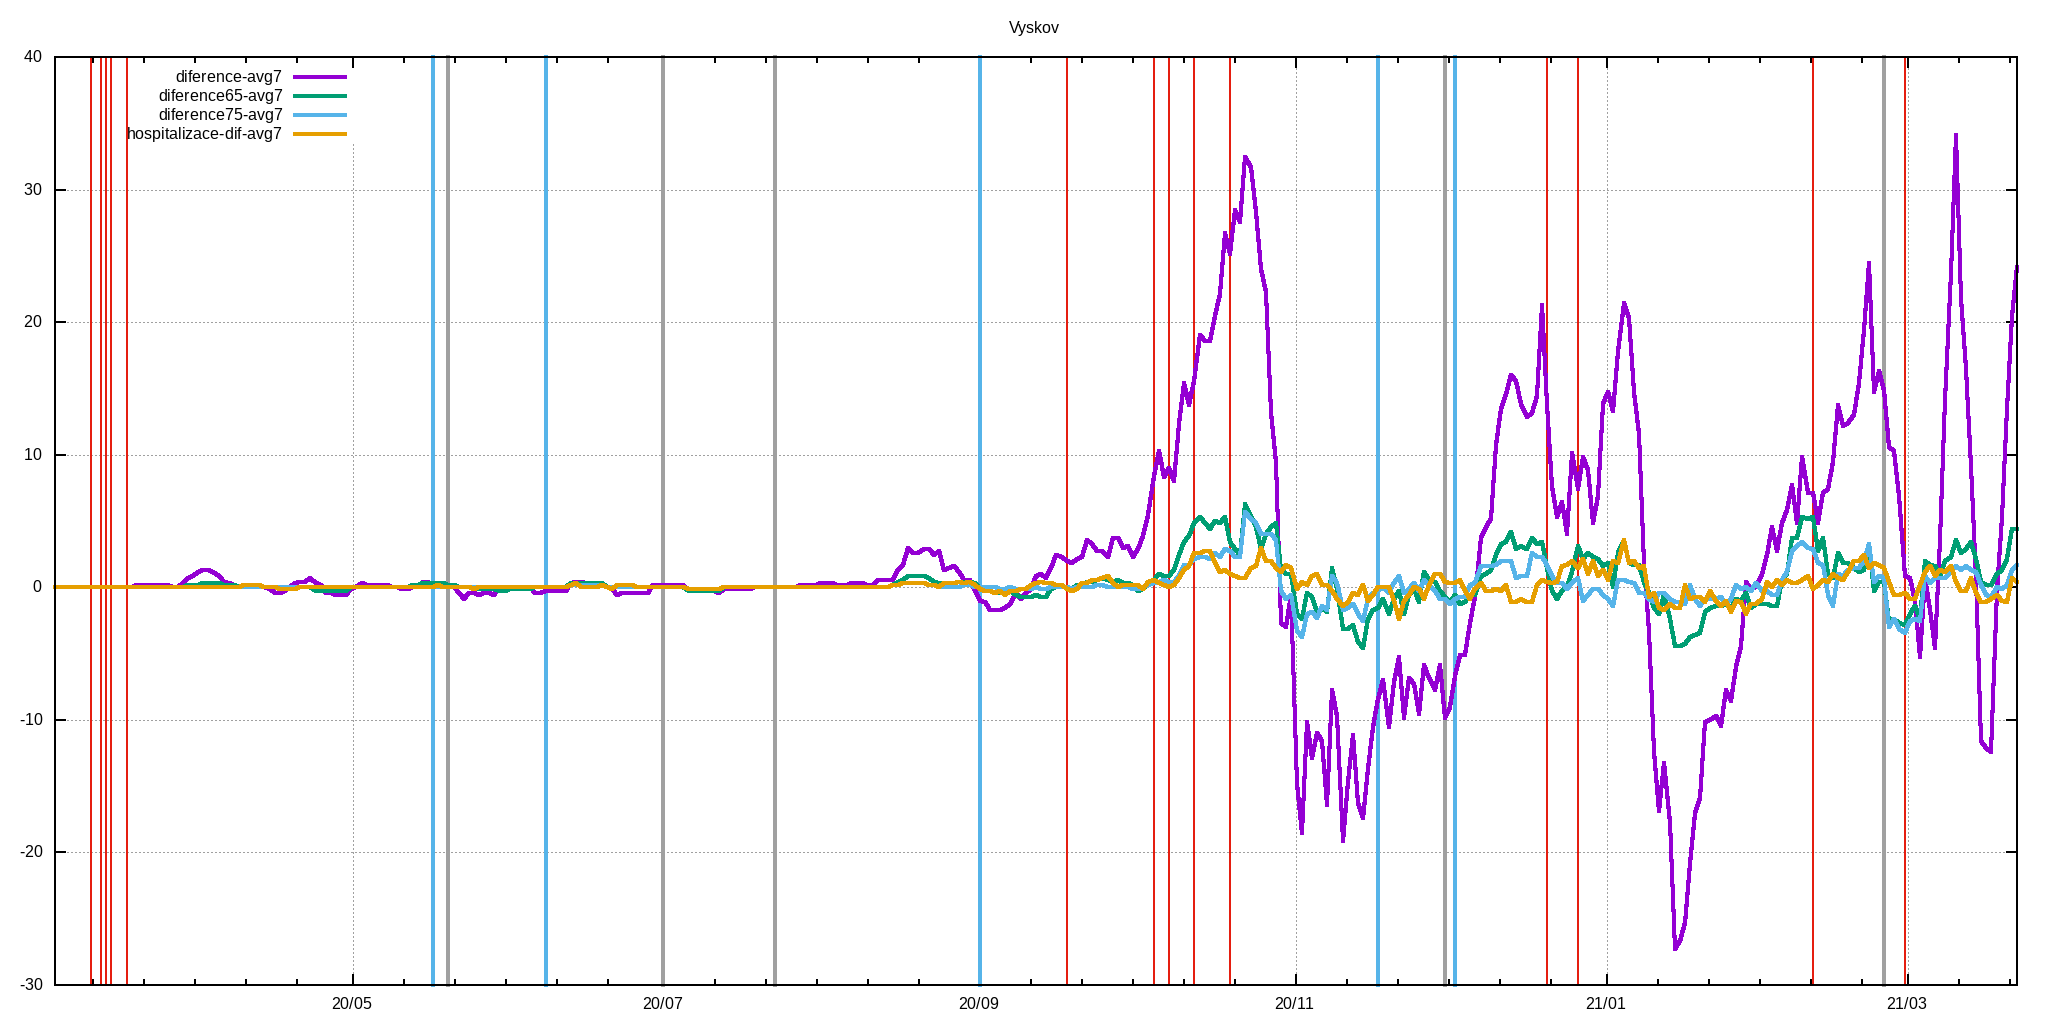 Vyskov
40
30
20
10
0
-10
-20
-30
diference-avg7
diference65-avg7
diference75-avg7
hospitalizace-dif-avg7
20/05
20/07
20/09
20/11
21/01
21/03